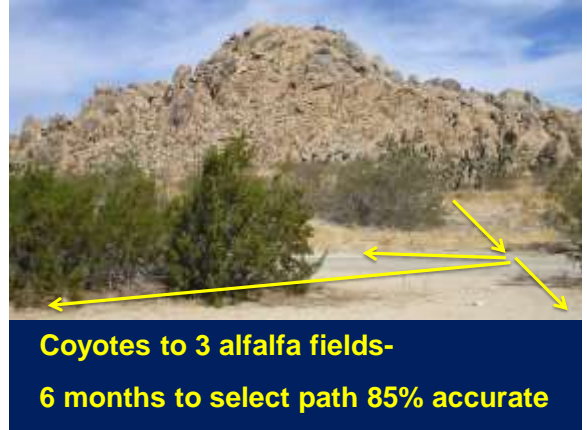 Coyotes to 3 alfalfa fields-
6 months to select path 85% accurate